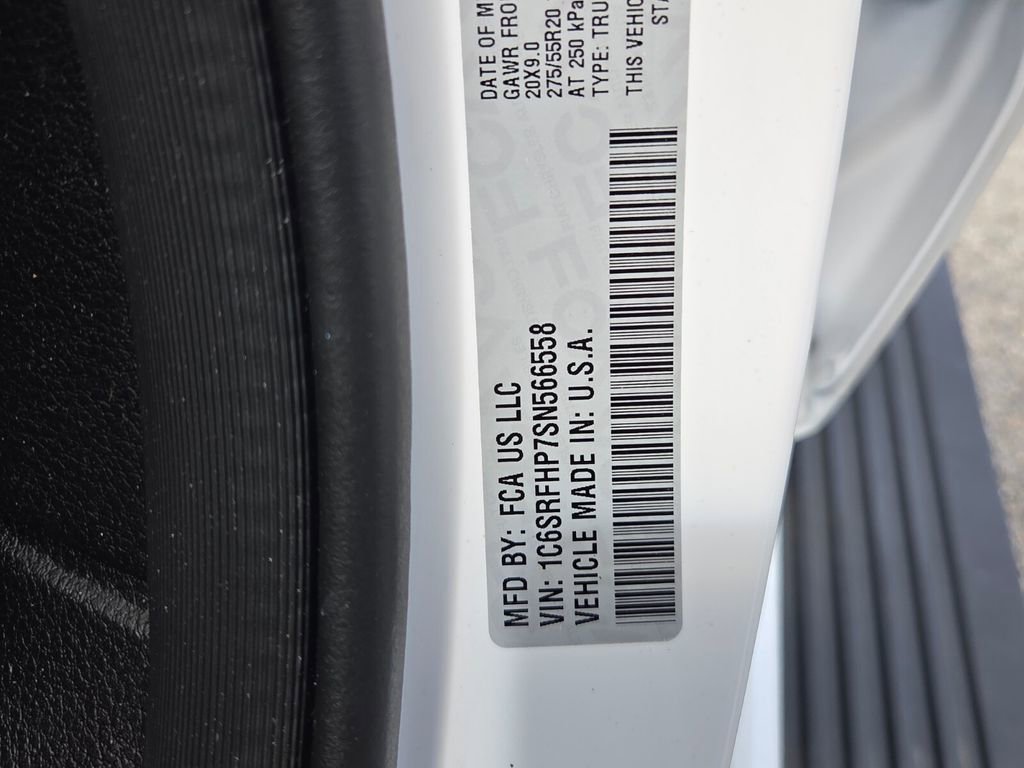 MFD BY: FCA US LLC
VIN: 1C6SRFHP7SN566558
VEHICLE MADE IN: U.S.A.
DATE OF M
GAWR FRO
20X9.0
275/55R20
AT 250 kPa
TYPE: TRU
THIS VEHIC
STA